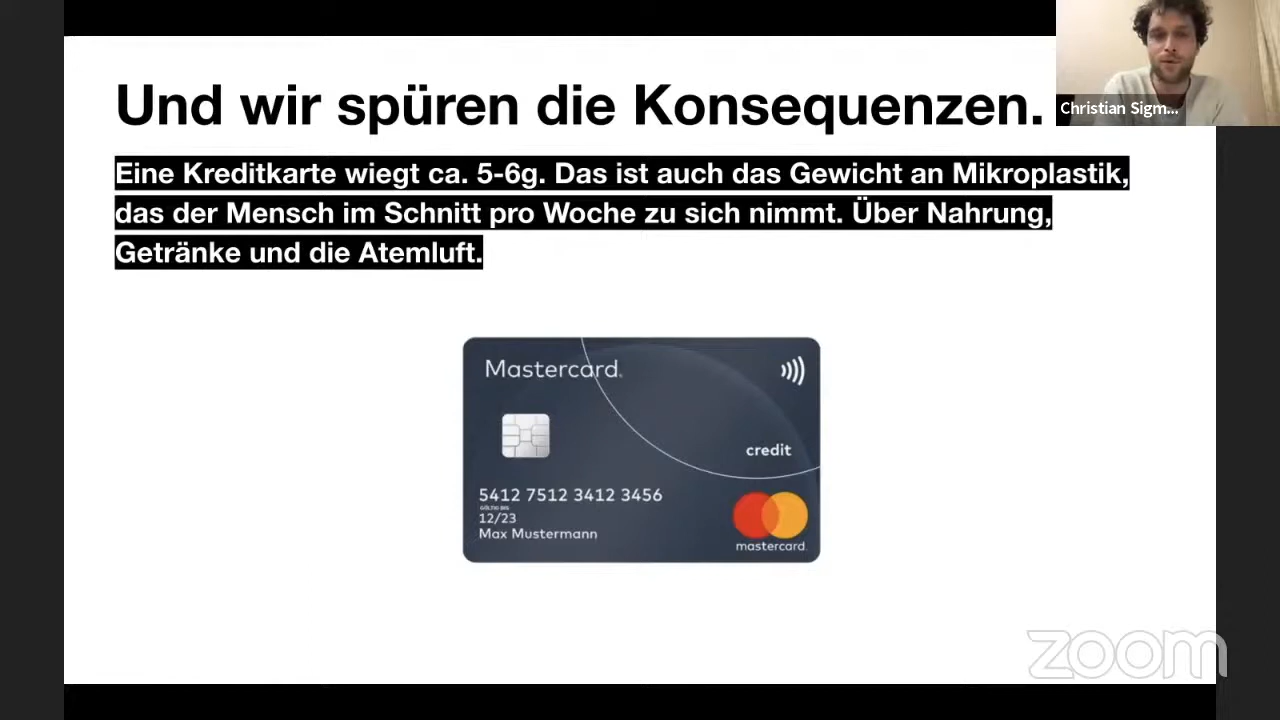 Und wir spüren die Konsequenzen.
Christian Sigm...
Eine Kreditkarte wiegt ca. 5-6g. Das ist auch das Gewicht an Mikroplastik,
das der Mensch im Schnitt pro Woche zu sich nimmt. Über Nahrung,
Getränke und die Atemluft.
Mastercard.
credit
5412 7512 3412 3456
GÜLTIG BIS
12/23
Max Mustermann
mastercard.
zoom